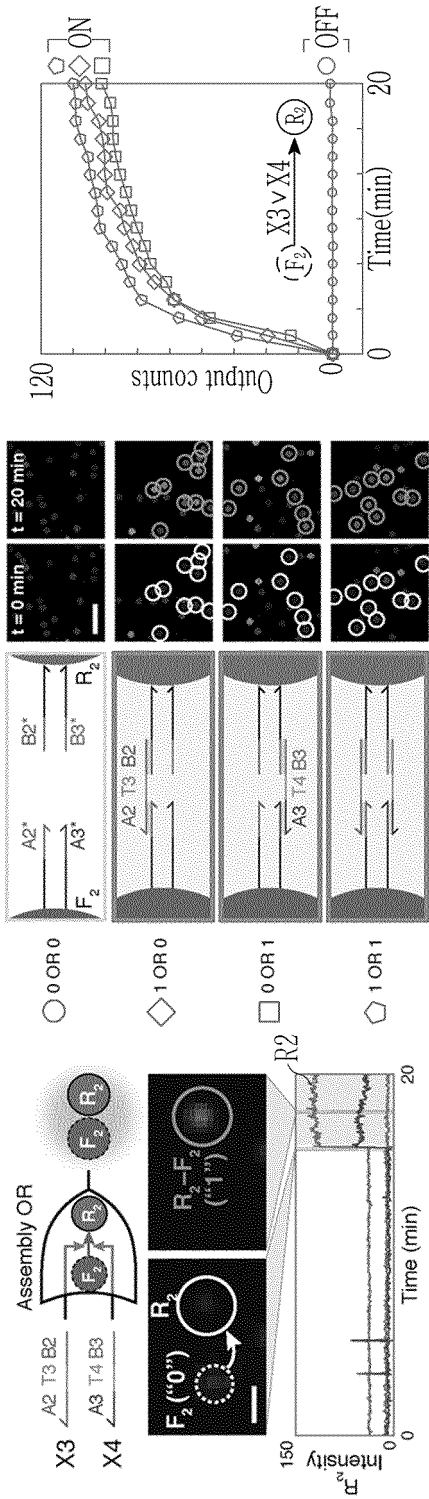 Assembly OR
X3
A2 T3 B2
X4
A3 T4 B3
F2
R2
F2
R2
F2 ("0")
R2
R2–F2
("1")
R2
Intensity
150
0
0
20
Time (min)
R2
0 OR 0
1 OR 0
0 OR 1
1 OR 1
A2*
B2*
A3*
B3*
F2
R2
A2 T3 B2
A3 T4 B3
t = 0 min
t = 20 min
120
0
Output counts
0
20
Time(min)
F2
X3∨X4
R2
ON
OFF